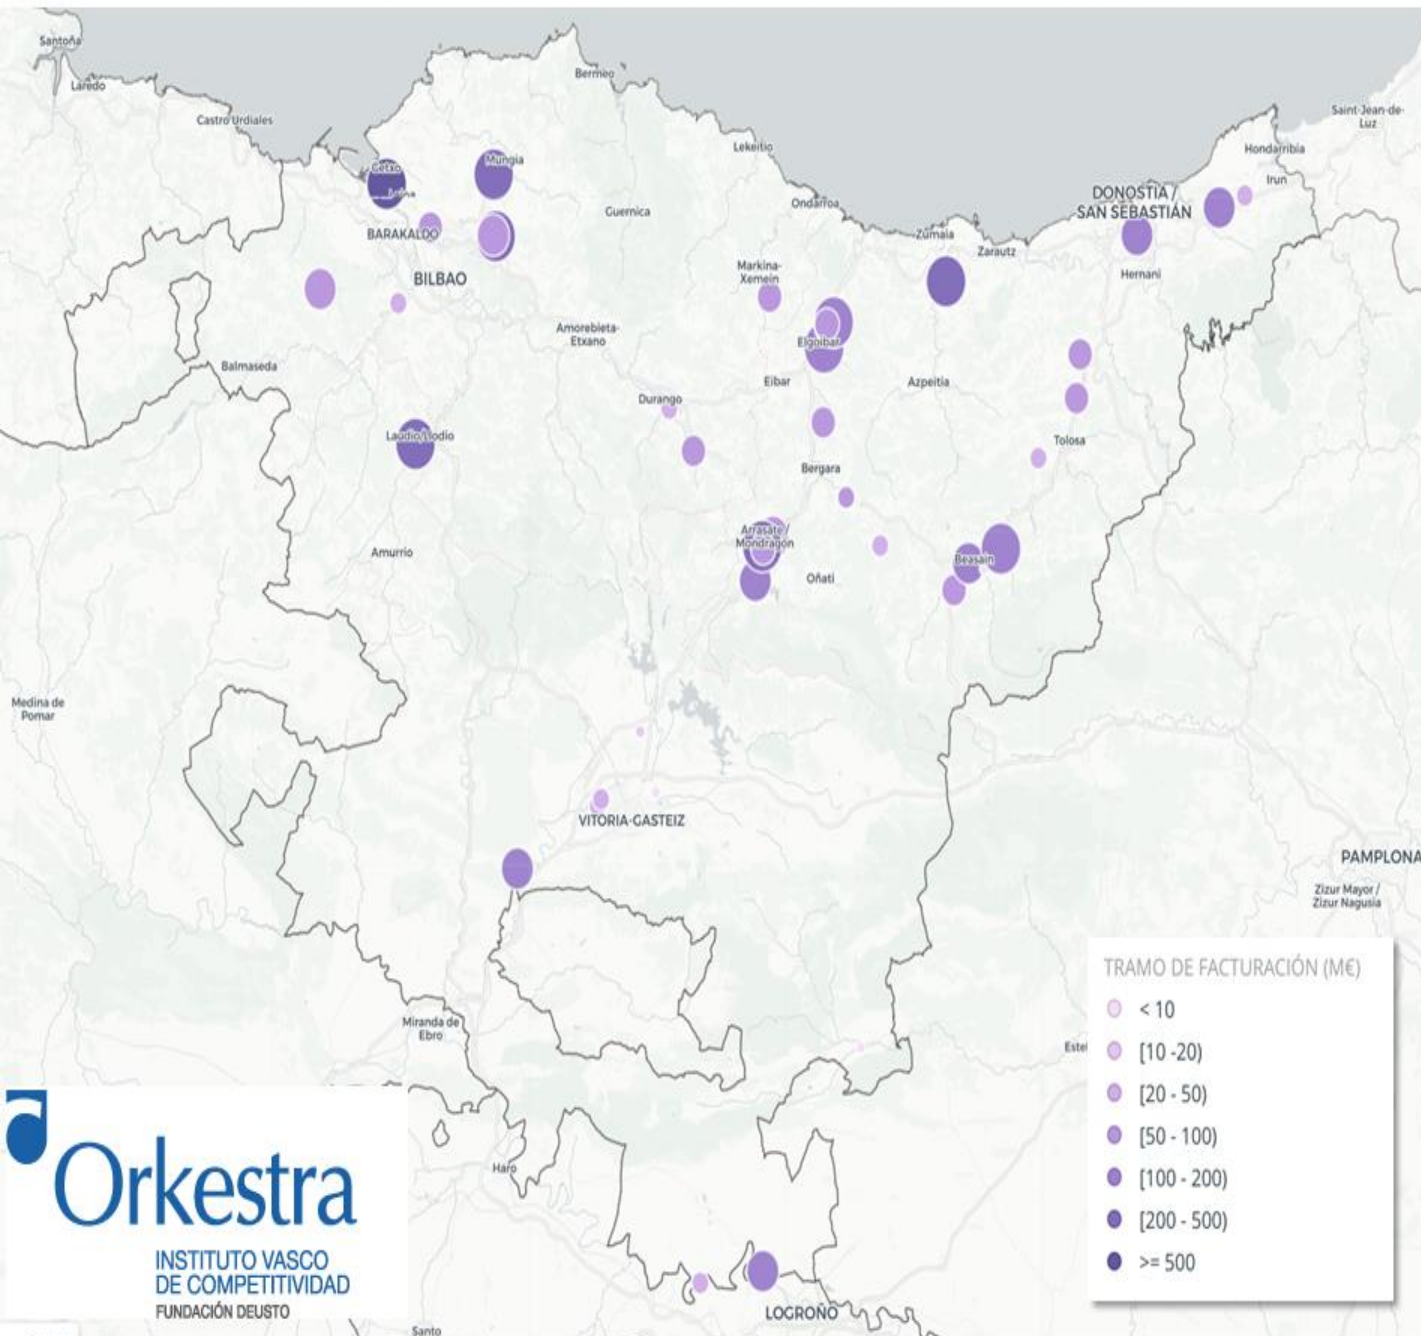 Santoña
Laredo
Castro Urdiales
Bermeo
Lekeitio
Saint-Jean-de-
Luz
Hondarribia
Irun
Getxo
Leioa
Mungia
BARAKALDO
Guernica
Ondarroa
DONOSTIA /
SAN SEBASTIÁN
Zumaia
Zarautz
Hernani
BILBAO
Markina-
Xemein
Amorebieta-
Etxano
Elgoibar
Balmaseda
Eibar
Azpeitia
Durango
Laudio/Llodio
Tolosa
Bergara
Arrasate /
Mondragón
Amurrio
Beasain
Oñati
Medina de
Pomar
VITORIA-GASTEIZ
PAMPLONA
Zizur Mayor /
Zizur Nagusia
Miranda de
Ebro
Estel
Haro
LOGROÑO
Santo
TRAMO DE FACTURACIÓN (M€)
< 10
[10 -20)
[20 - 50)
[50 - 100)
[100 - 200)
[200 - 500)
>= 500
Orkestra
INSTITUTO VASCO
DE COMPETITIVIDAD
FUNDACIÓN DEUSTO